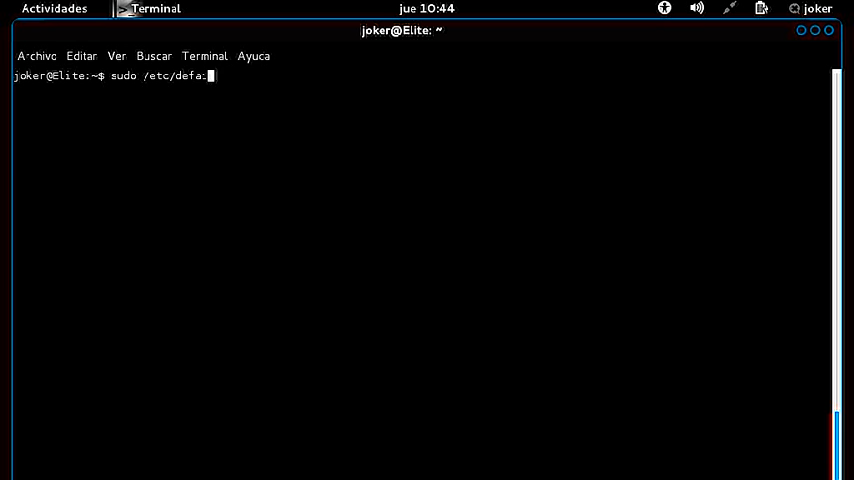 Actividades Terminal jue 10:44 joker
joker@Elite: ~
Archivo Editar Ver Buscar Terminal Ayuda
joker@Elite:~$ sudo /etc/defa